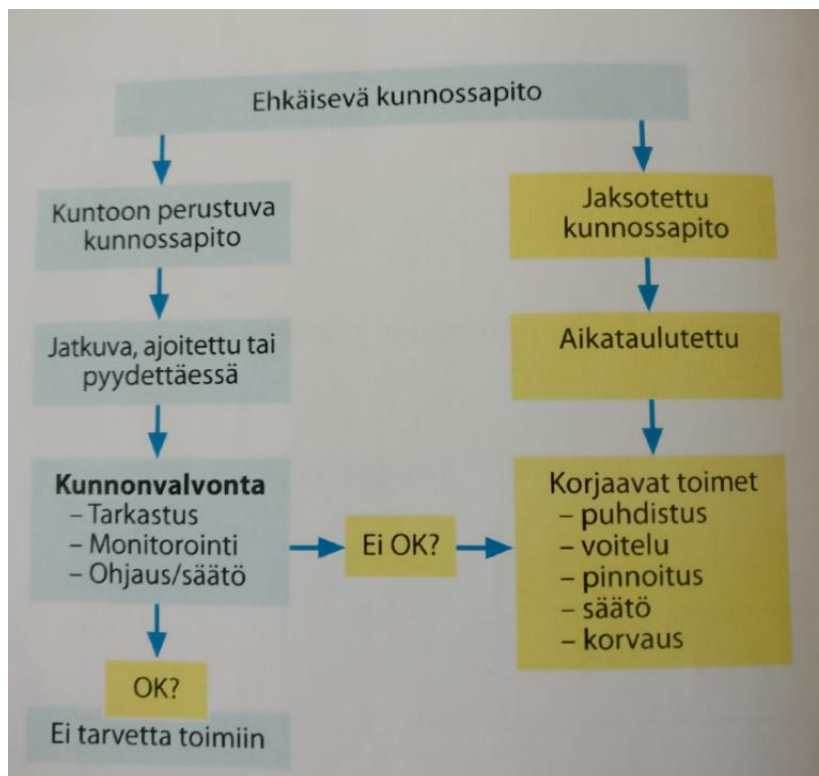 Ehkäisevä kunnossapito
Kuntoon perustuva
kunnossapito
Jaksotettu
kunnossapito
Jatkuva, ajoitettu tai
pyydettäessä
Aikataulutettu
Kunnonvalvonta
– Tarkastus
– Monitorointi
– Ohjaus/säätö
Ei OK?
Korjaavat toimet
– puhdistus
– voitelu
– pinnoitus
– säätö
– korvaus
OK?
Ei tarvetta toimiin